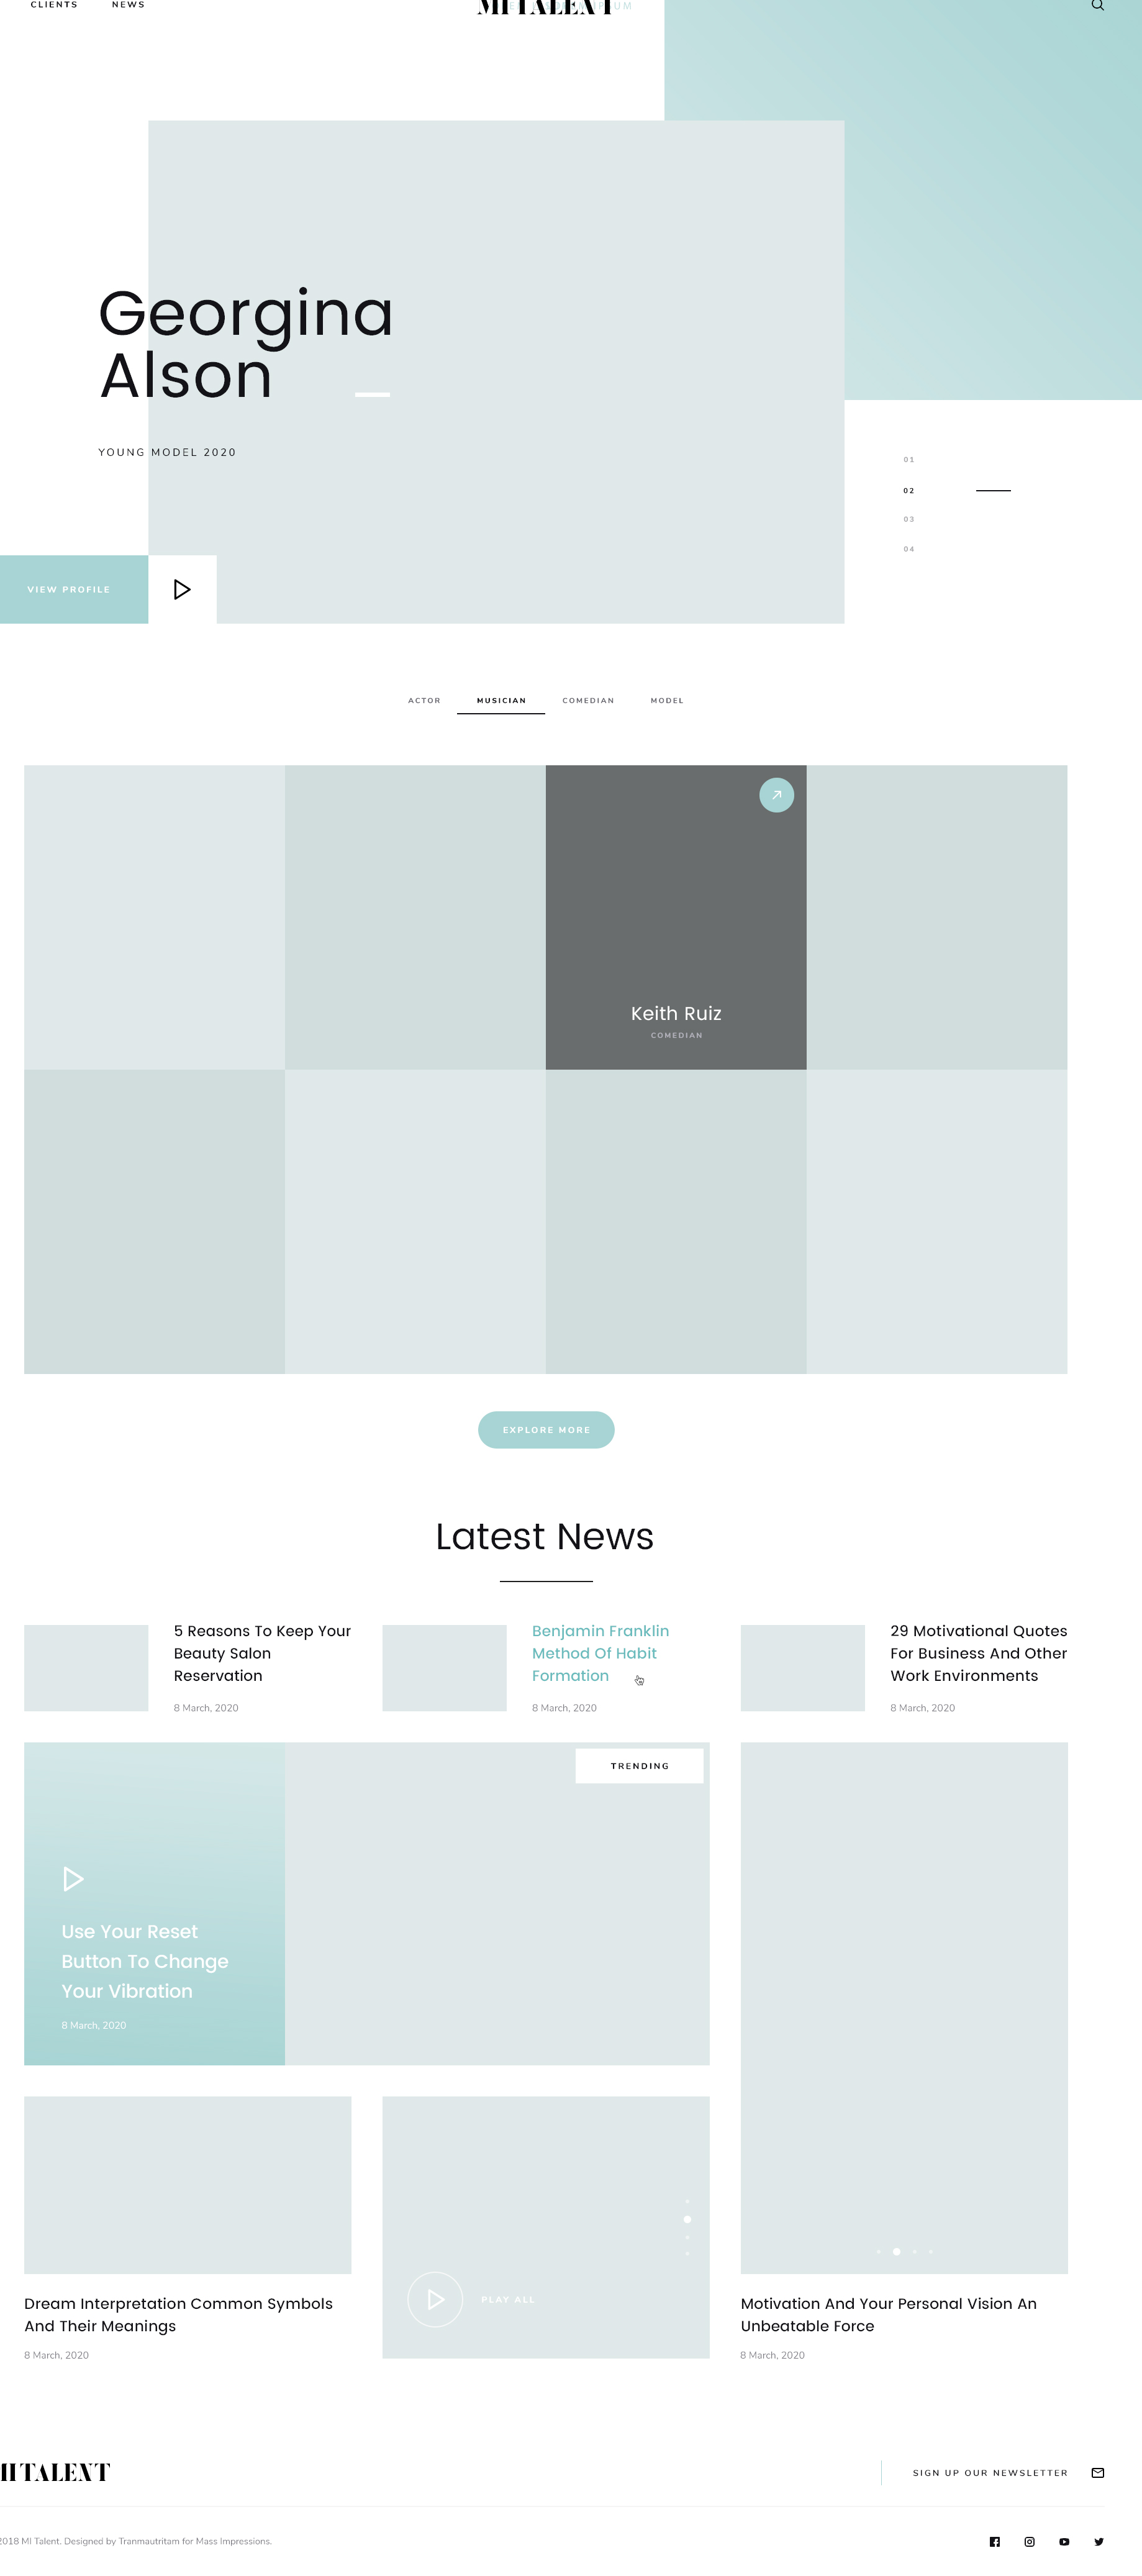 CLIENTS NEWS
MI TALENT
Georgina
Alson
YOUNG MODEL 2020
01
02
03
04
VIEW PROFILE
ACTOR MUSICIAN COMEDIAN MODEL
Keith Ruiz
COMEDIAN
EXPLORE MORE
Latest News
5 Reasons To Keep Your
Beauty Salon
Reservation
8 March, 2020
Benjamin Franklin
Method Of Habit
Formation
8 March, 2020
29 Motivational Quotes
For Business And Other
Work Environments
8 March, 2020
TRENDING
Use Your Reset
Button To Change
Your Vibration
8 March, 2020
PLAY ALL
Dream Interpretation Common Symbols
And Their Meanings
8 March, 2020
Motivation And Your Personal Vision An
Unbeatable Force
8 March, 2020
MI TALENT
SIGN UP OUR NEWSLETTER
2018 MI Talent. Designed by Tranmautritam for Mass Impressions.